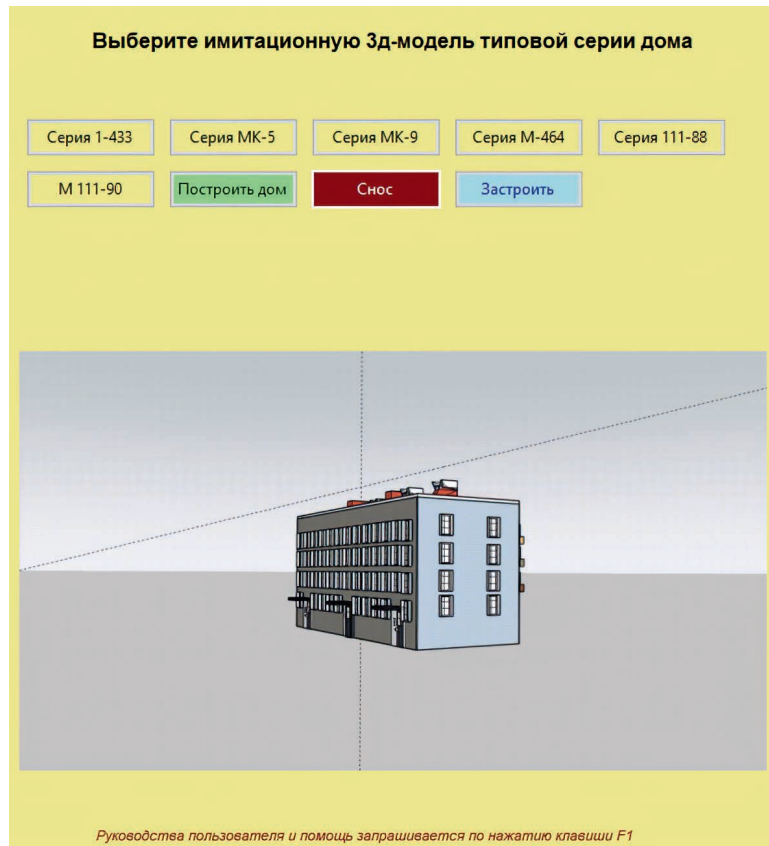 Выберите имитационную 3д-модель типовой серии дома
Серия 1-433 Серия МК-5 Серия МК-9 Серия М-464 Серия 111-88
М 111-90 Построить дом Снос Застроить
Руководства пользователя и помощь запрашивается по нажатию клавиши F1